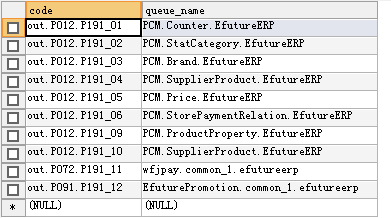 code queue_name
out.P012.P191_01 PCM.Counter.EfutureERP
out.P012.P191_02 PCM.StatCategory.EfutureERP
out.P012.P191_03 PCM.Brand.EfutureERP
out.P012.P191_04 PCM.SupplierProduct.EfutureERP
out.P012.P191_05 PCM.Price.EfutureERP
out.P012.P191_06 PCM.StorePaymentRelation.EfutureERP
out.P012.P191_09 PCM.ProductProperty.EfutureERP
out.P012.P191_10 PCM.SupplierProduct.EfutureERP
out.P072.P191_11 wfjpay.common_1.efutureerp
out.P091.P191_12 EfuturePromotion.common_1.efutureerp
* (NULL) (NULL)